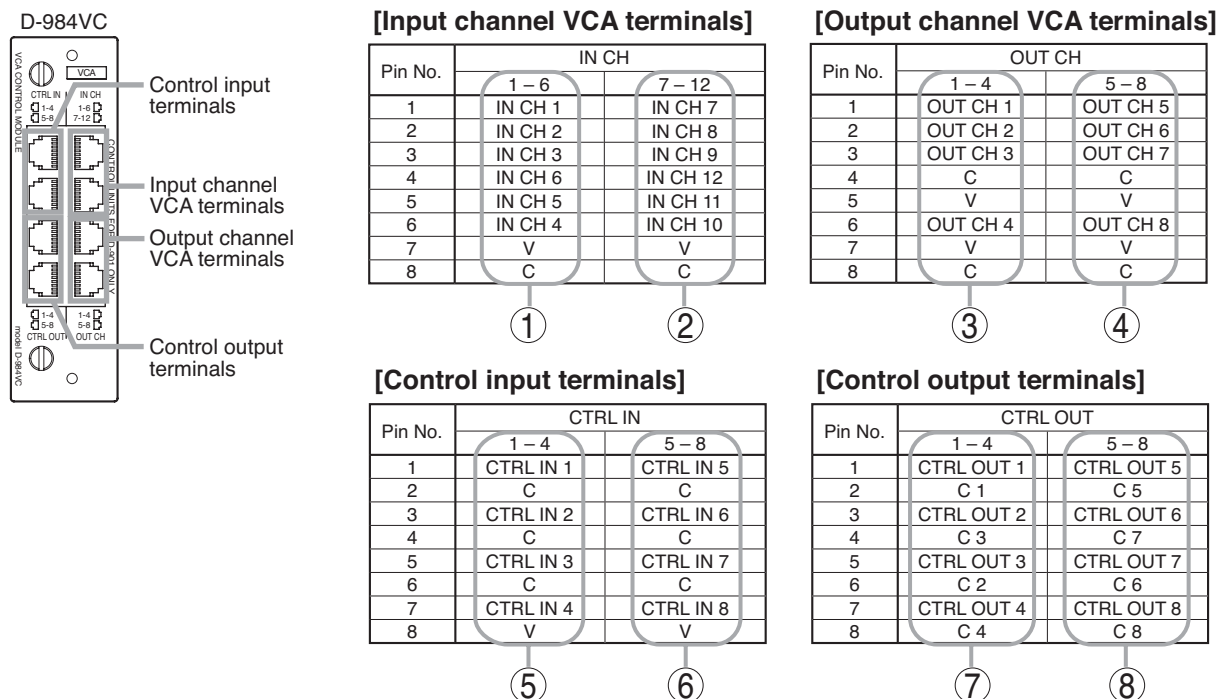 D-984VC
VCA CONTROL MODULE
VCA
CTRL IN IN CH
1-4 1-6
5-8 7-12
CONTROL UNITS FOR D-901 ONLY
1-4 1-4
5-8 5-8
CTRL OUT OUT CH
model D-984VC
Control input
terminals
Input channel
VCA terminals
Output channel
VCA terminals
Control output
terminals
[Input channel VCA terminals]
Pin No. IN CH
1 – 6 7 – 12
1 IN CH 1 IN CH 7
2 IN CH 2 IN CH 8
3 IN CH 3 IN CH 9
4 IN CH 6 IN CH 12
5 IN CH 5 IN CH 11
6 IN CH 4 IN CH 10
7 V V
8 C C
① ②
[Output channel VCA terminals]
Pin No. OUT CH
1 – 4 5 – 8
1 OUT CH 1 OUT CH 5
2 OUT CH 2 OUT CH 6
3 OUT CH 3 OUT CH 7
4 C C
5 V V
6 OUT CH 4 OUT CH 8
7 V V
8 C C
③ ④
[Control input terminals]
Pin No. CTRL IN
1 – 4 5 – 8
1 CTRL IN 1 CTRL IN 5
2 C C
3 CTRL IN 2 CTRL IN 6
4 C C
5 CTRL IN 3 CTRL IN 7
6 C C
7 CTRL IN 4 CTRL IN 8
8 V V
⑤ ⑥
[Control output terminals]
Pin No. CTRL OUT
1 – 4 5 – 8
1 CTRL OUT 1 CTRL OUT 5
2 C 1 C 5
3 CTRL OUT 2 CTRL OUT 6
4 C 3 C 7
5 CTRL OUT 3 CTRL OUT 7
6 C 2 C 6
7 CTRL OUT 4 CTRL OUT 8
8 C 4 C 8
⑦ ⑧